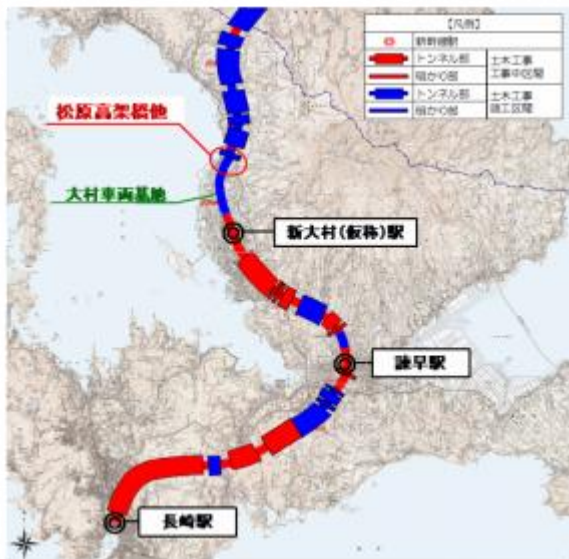 【凡例】
新幹線駅
トンネル部
明かり部
土木工事
工事中区間
トンネル部
明かり部
土木工事
竣工区間
松原高架橋他
大村車両基地
新大村(仮称)駅
諫早駅
長崎駅